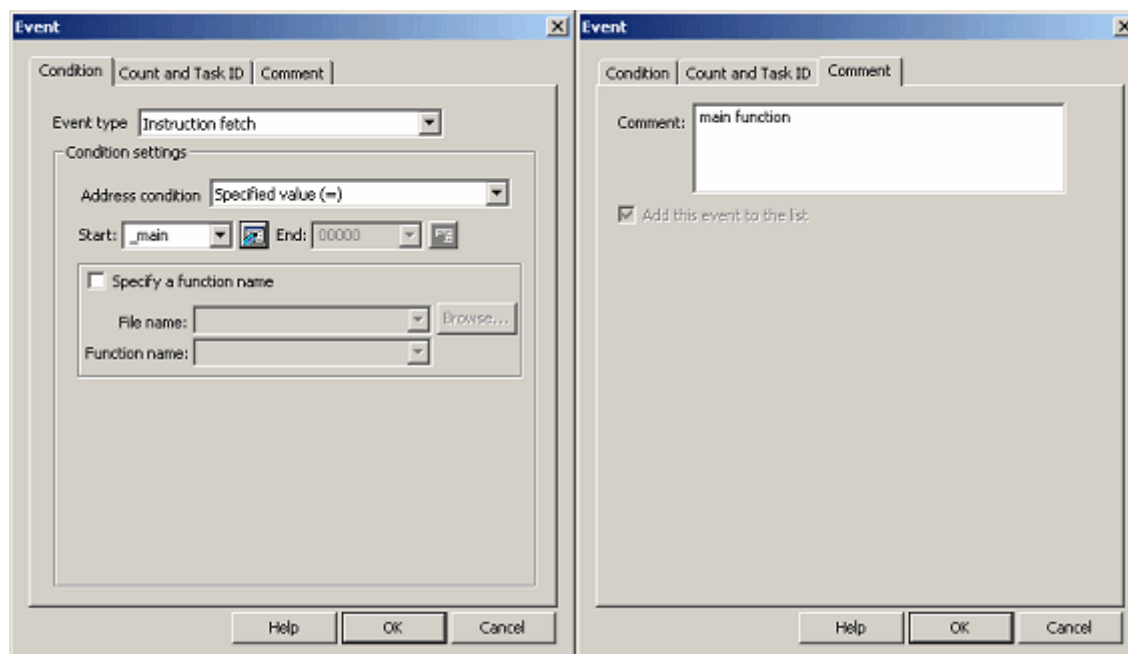 Event
Condition Count and Task ID Comment
Event type Instruction fetch
Condition settings
Address condition Specified value (=)
Start: _main End: 00000
Specify a function name
File name: Browse...
Function name:
Help OK Cancel
Event
Condition Count and Task ID Comment
Comment: main function
Add this event to the list
Help OK Cancel